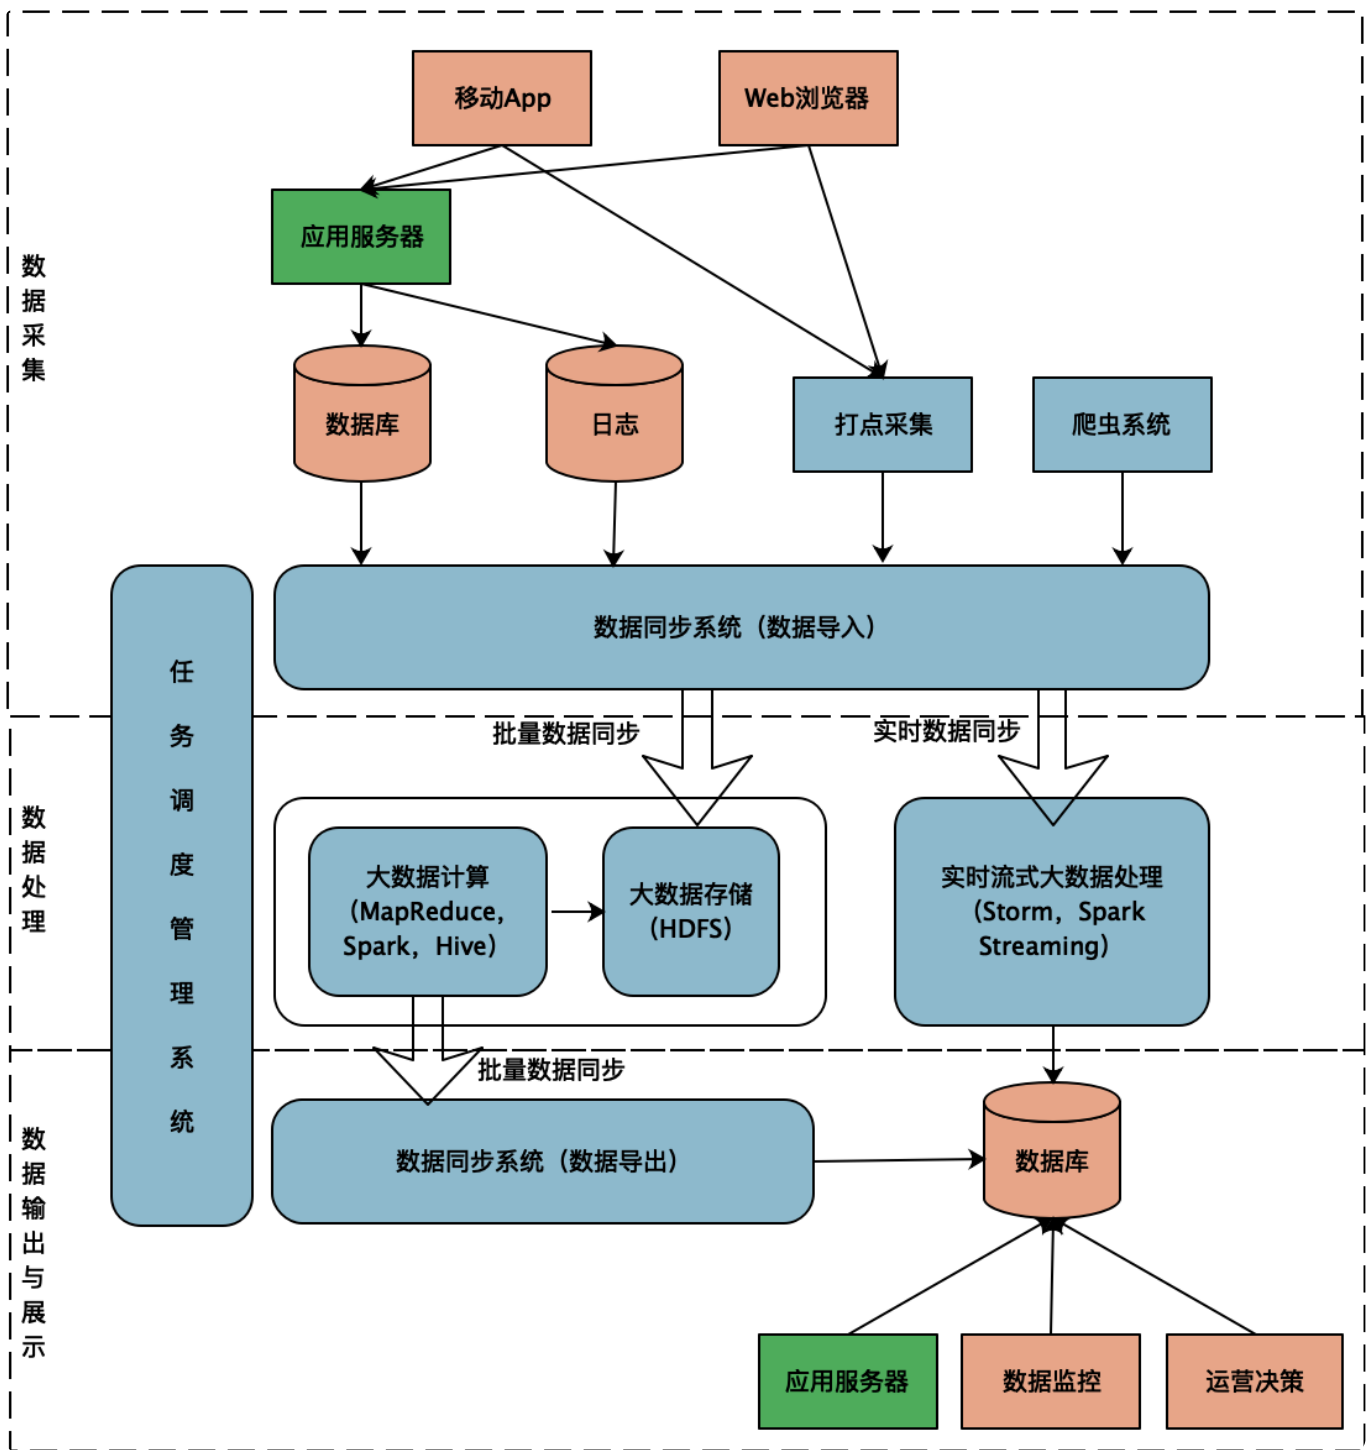 移动App
Web浏览器
应用服务器
数据采集
数据库
日志
打点采集
爬虫系统
数据同步系统（数据导入）
任务调度管理系统
批量数据同步
实时数据同步
数据处理
大数据计算
（MapReduce，
Spark，Hive）
大数据存储
（HDFS）
实时流式大数据处理
（Storm，Spark
Streaming）
批量数据同步
数据输出与展示
数据同步系统（数据导出）
数据库
应用服务器
数据监控
运营决策